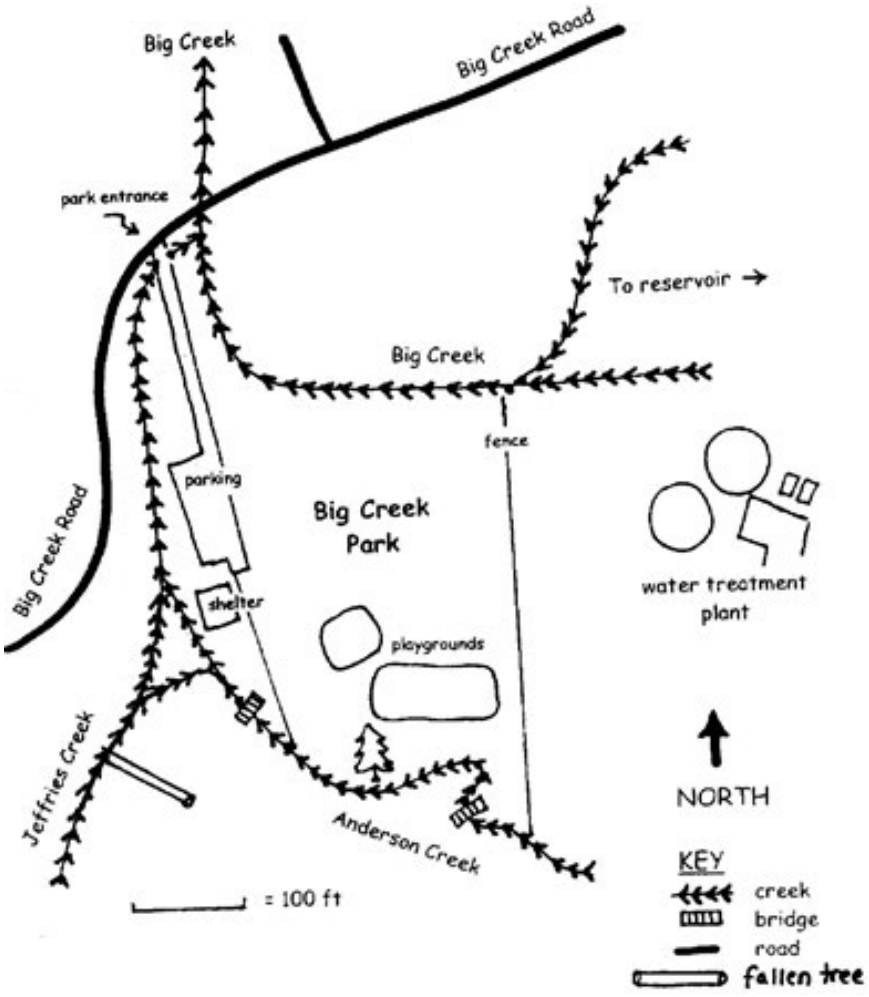 Big Creek
Big Creek Road
park entrance
To reservoir
Big Creek
fence
parking
Big Creek
Park
Big Creek Road
water treatment
plant
shelter
playgrounds
Jeffries Creek
NORTH
Anderson Creek
KEY
= 100 ft
creek
bridge
road
fallen tree